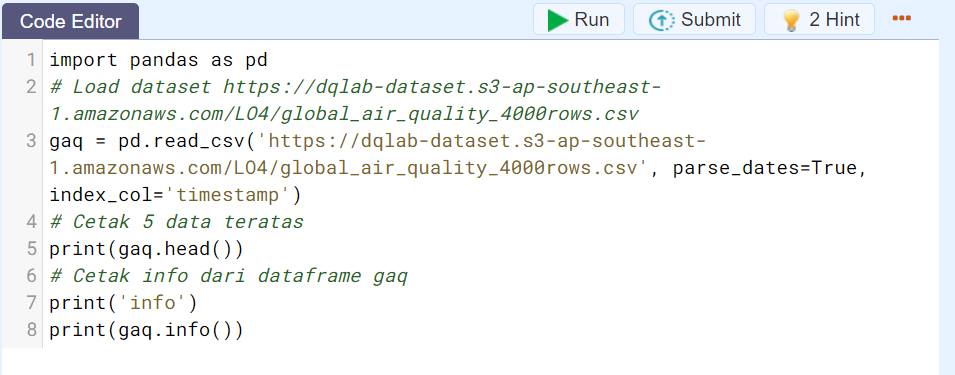 Code Editor
Run
Submit
2 Hint
1 import pandas as pd
2 # Load dataset https://dqlab-dataset.s3-ap-southeast-
1.amazonaws.com/LO4/global_air_quality_4000rows.csv
3 gaq = pd.read_csv('https://dqlab-dataset.s3-ap-southeast-
1.amazonaws.com/LO4/global_air_quality_4000rows.csv', parse_dates=True,
index_col='timestamp')
4 # Cetak 5 data teratas
5 print(gaq.head())
6 # Cetak info dari dataframe gaq
7 print('info')
8 print(gaq.info())